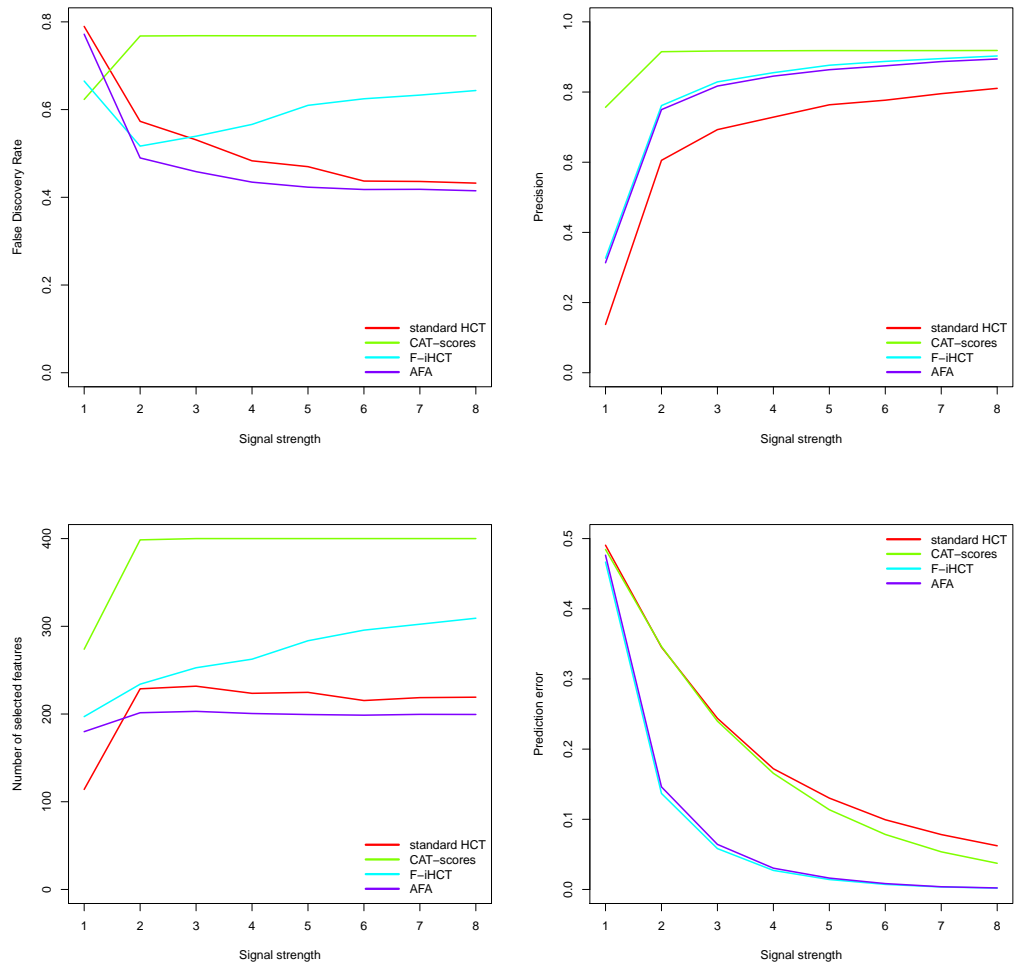 0.8
0.6
0.4
0.2
0.0
False Discovery Rate
standard HCT
CAT−scores
F−iHCT
AFA
1 2 3 4 5 6 7 8
Signal strength
1.0
0.8
0.6
0.4
0.2
0.0
Precision
standard HCT
CAT−scores
F−iHCT
AFA
1 2 3 4 5 6 7 8
Signal strength
400
300
200
100
0
Number of selected features
standard HCT
CAT−scores
F−iHCT
AFA
1 2 3 4 5 6 7 8
Signal strength
0.5
0.4
0.3
0.2
0.1
0.0
Prediction error
standard HCT
CAT−scores
F−iHCT
AFA
1 2 3 4 5 6 7 8
Signal strength